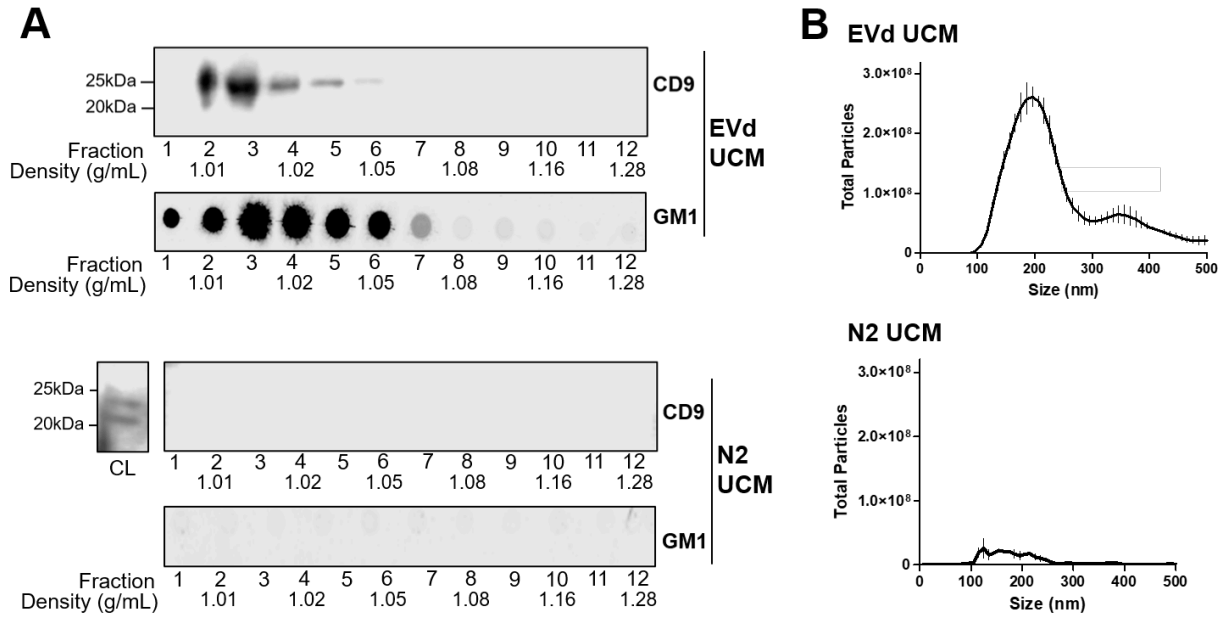 A
25kDa
20kDa
CD9
Fraction 1 2 3 4 5 6 7 8 9 10 11 12
Density (g/mL) 1.01 1.02 1.05 1.08 1.16 1.28
GM1
Fraction 1 2 3 4 5 6 7 8 9 10 11 12
Density (g/mL) 1.01 1.02 1.05 1.08 1.16 1.28
EVd
UCM
25kDa
20kDa
CL
CD9
1 2 3 4 5 6 7 8 9 10 11 12
1.01 1.02 1.05 1.08 1.16 1.28
GM1
Fraction 1 2 3 4 5 6 7 8 9 10 11 12
Density (g/mL) 1.01 1.02 1.05 1.08 1.16 1.28
N2
UCM
B
EVd UCM
Total Particles
3.0×10⁸
2.0×10⁸
1.0×10⁸
0
0 100 200 300 400 500
Size (nm)
N2 UCM
Total Particles
3.0×10⁸
2.0×10⁸
1.0×10⁸
0
0 100 200 300 400 500
Size (nm)